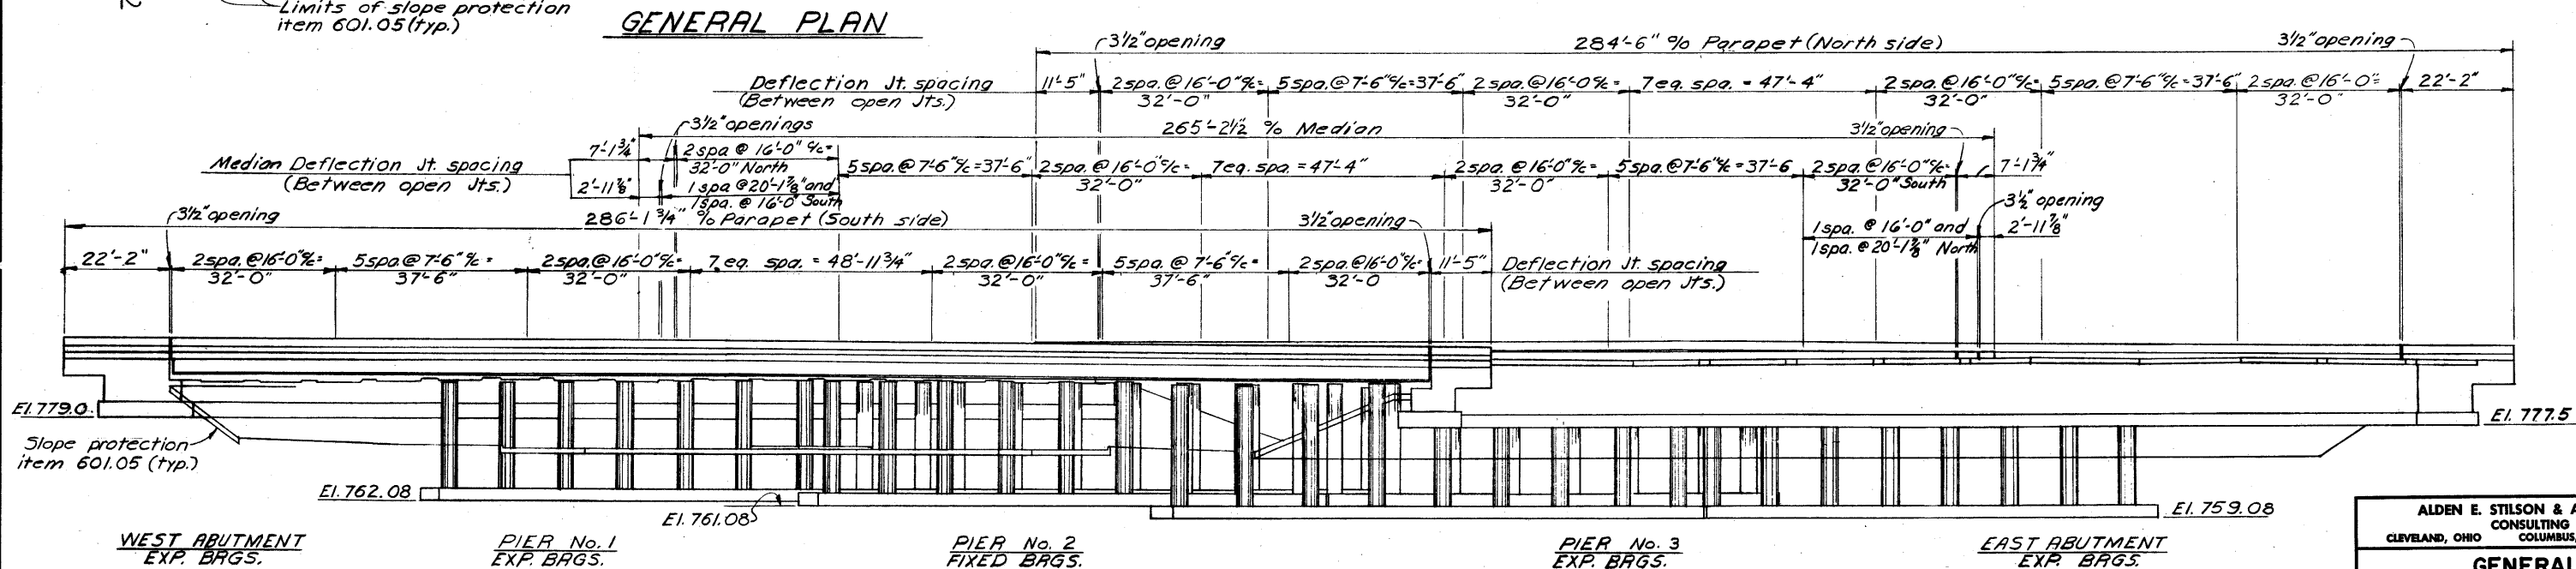 Limits of slope protection
item 601.05 (typ.)
GENERAL PLAN
3½" opening
284'-6" % Parapet (North side)
3½" opening
Deflection Jt. spacing
(Between open Jts.)
11'-5"
2 spa. @ 16'-0" %=
32'-0"
5 spa. @ 7'-6" %=37'-6"
2 spa. @ 16'-0 %=
32'-0"
7 eq. spa. = 47'-4"
2 spa. @ 16'-0" %=
32'-0"
5 spa. @ 7'-6" %=37'-6
2 spa. @ 16'-0"=
32'-0"
22'-2"
3½" openings
265'-2½ % Median
3½" opening
Median Deflection Jt. spacing
(Between open Jts.)
7'-1¾"
2'-11⅞"
2 spa @ 16'-0" %=
32'-0" North
1 spa @ 20'-1⅞" and
1 spa. @ 16'-0" South
5 spa. @ 7'-6" %=37'-6"
2 spa. @ 16'-0" %=
32'-0"
7 eq. spa. = 47'-4"
2 spa. @ 16'-0" %=
32'-0"
5 spa. @ 7'-6" %=37'-6
2 spa. @ 16'-0" %=
32'-0" South
7'-1¾"
3½" opening
1 spa. @ 16'-0" and
1 spa. @ 20'-1⅞" North
2'-11⅞"
3½" opening
286'-1¾" % Parapet (South side)
3½" opening
22'-2"
2 spa. @ 16'-0" %=
32'-0"
5 spa @ 7'-6" %=
37'-6"
2 spa. @ 16'-0" %=
32'-0"
7 eq. spa. = 48'-11¾"
2 spa. @ 16'-0" %=
32'-0"
5 spa. @ 7'-6" %=
37'-6"
2 spa. @ 16'-0" %=
32'-0
11'-5"
Deflection Jt. spacing
(Between open Jts.)
El. 779.0
El. 777.5
Slope protection
item 601.05 (typ.)
El. 762.08
El. 761.08
El. 759.08
WEST ABUTMENT
EXP. BRGS.
PIER No. 1
EXP. BRGS.
PIER No. 2
FIXED BRGS.
PIER No. 3
EXP. BRGS.
EAST ABUTMENT
EXP. BRGS.
ALDEN E. STILSON & A
CONSULTING
CLEVELAND, OHIO COLUMBUS,
GENERAL